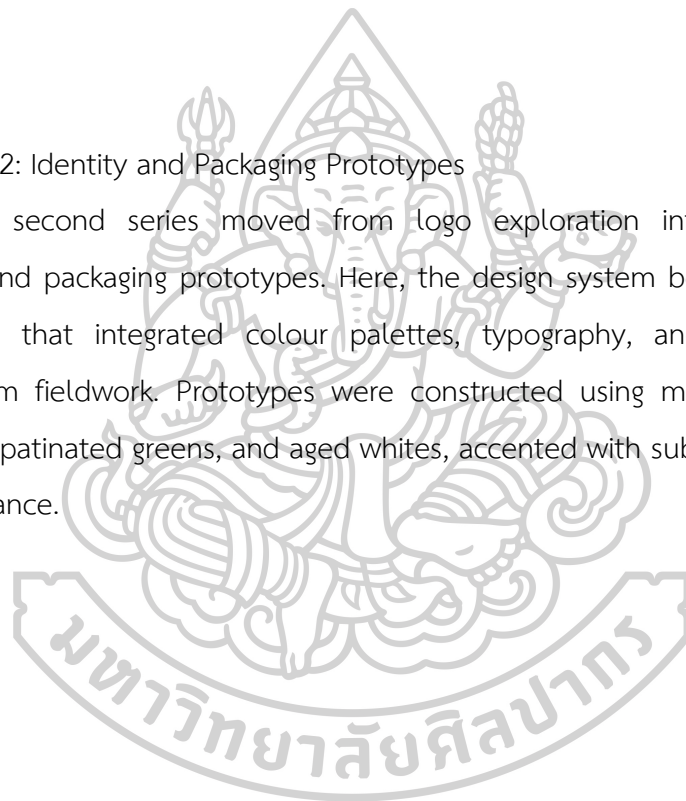 2: Identity and Packaging Prototypes
second series moved from logo exploration in
nd packaging prototypes. Here, the design system b
that integrated colour palettes, typography, an
m fieldwork. Prototypes were constructed using m
patinated greens, and aged whites, accented with sub
ance.
มหาวิทยาลัยศิลปากร